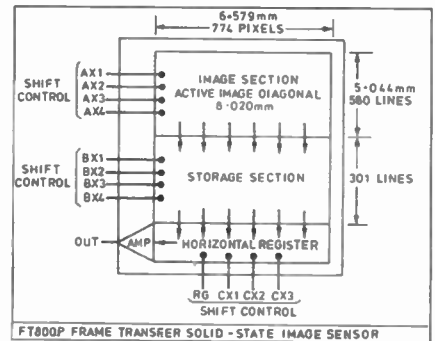 6·579mm
774 PIXELS
SHIFT CONTROL
AX1
AX2
AX3
AX4
IMAGE SECTION
ACTIVE IMAGE DIAGONAL
8·020mm
5·044mm
580 LINES
SHIFT CONTROL
BX1
BX2
BX3
BX4
STORAGE SECTION
301 LINES
OUT
AMP
HORIZONTAL REGISTER
RG CX1 CX2 CX3
SHIFT CONTROL
FT800P FRAME TRANSFER SOLID-STATE IMAGE SENSOR